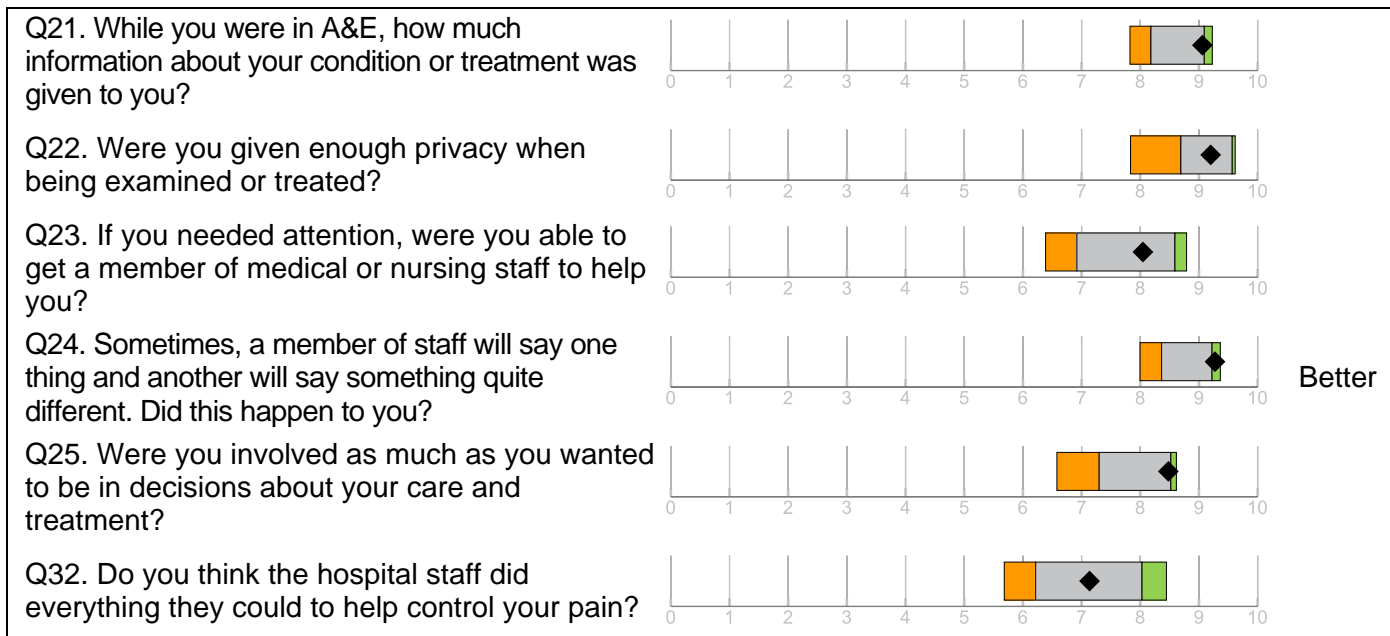 Q21. While you were in A&E, how much
information about your condition or treatment was
given to you?
0 1 2 3 4 5 6 7 8 9 10
Q22. Were you given enough privacy when
being examined or treated?
0 1 2 3 4 5 6 7 8 9 10
Q23. If you needed attention, were you able to
get a member of medical or nursing staff to help
you?
0 1 2 3 4 5 6 7 8 9 10
Q24. Sometimes, a member of staff will say one
thing and another will say something quite
different. Did this happen to you?
0 1 2 3 4 5 6 7 8 9 10
Better
Q25. Were you involved as much as you wanted
to be in decisions about your care and
treatment?
0 1 2 3 4 5 6 7 8 9 10
Q32. Do you think the hospital staff did
everything they could to help control your pain?
0 1 2 3 4 5 6 7 8 9 10